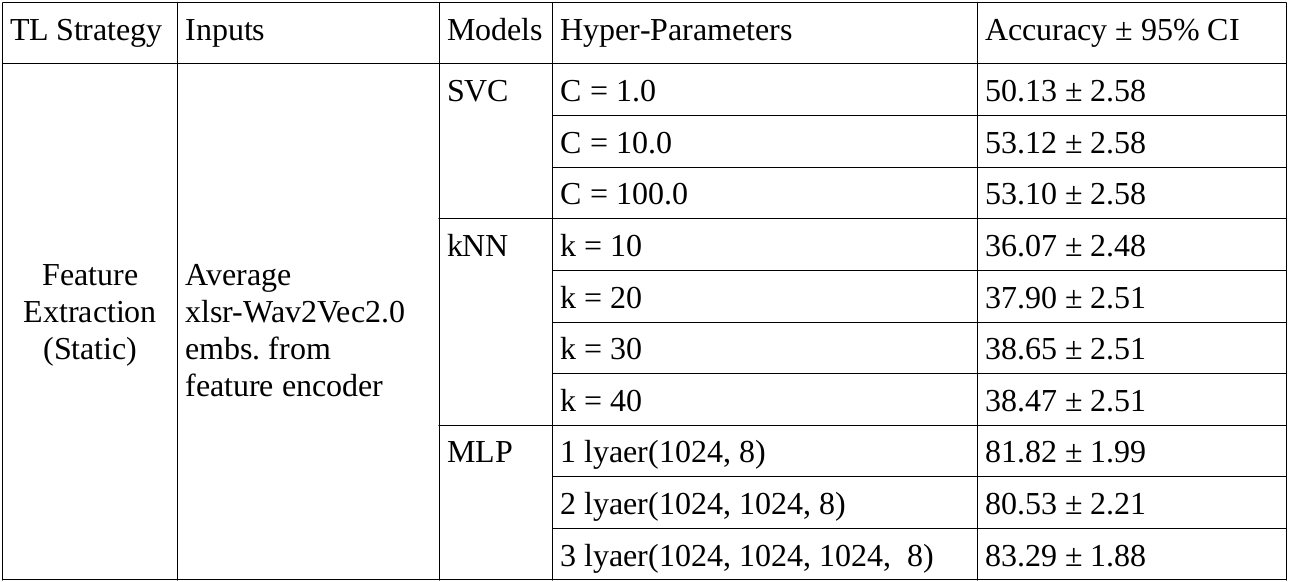 TL Strategy Inputs Models Hyper-Parameters Accuracy ± 95% CI
Feature
Extraction
(Static)
Average
xlsr-Wav2Vec2.0
embs. from
feature encoder
SVC C = 1.0 50.13 ± 2.58
C = 10.0 53.12 ± 2.58
C = 100.0 53.10 ± 2.58
kNN k = 10 36.07 ± 2.48
k = 20 37.90 ± 2.51
k = 30 38.65 ± 2.51
k = 40 38.47 ± 2.51
MLP 1 lyaer(1024, 8) 81.82 ± 1.99
2 lyaer(1024, 1024, 8) 80.53 ± 2.21
3 lyaer(1024, 1024, 1024,  8) 83.29 ± 1.88